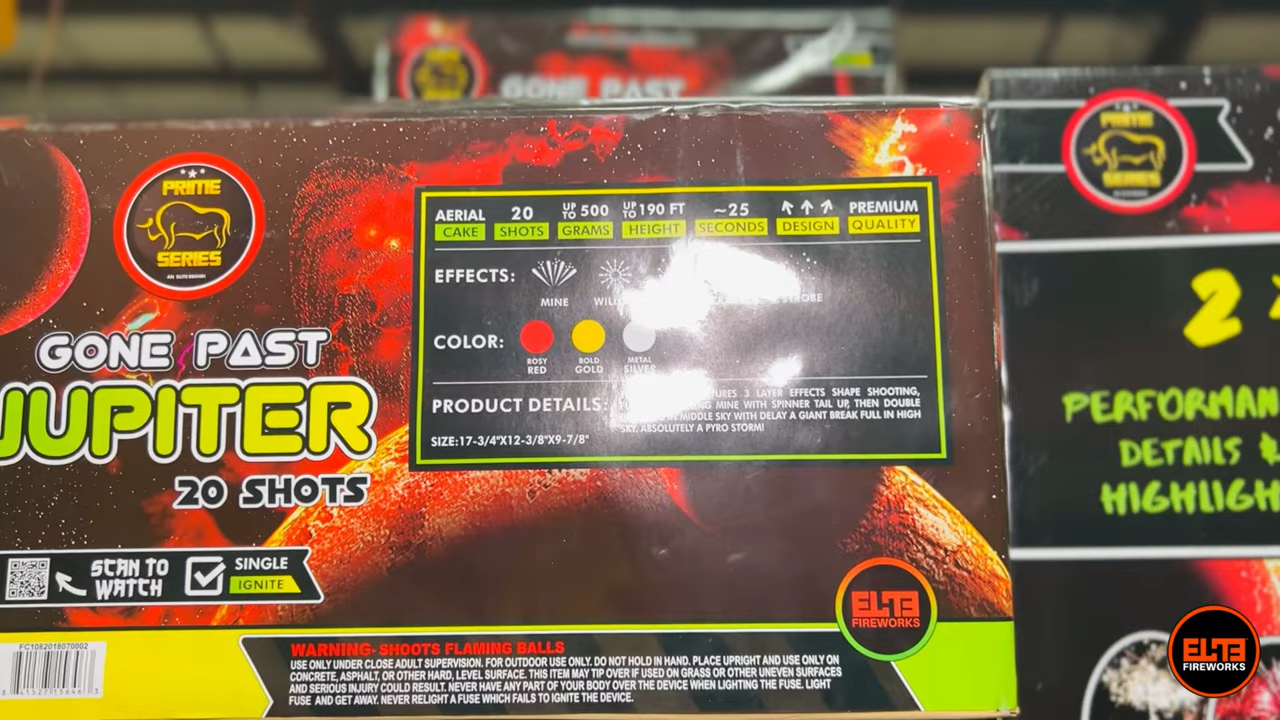 GONE PAST
PRIME
SERIES
AN ELITE BRAND
GONE PAST
JUPITER
20 SHOTS
SCAN TO
WATCH
SINGLE
IGNITE
AERIAL
CAKE
20
SHOTS
UP TO 500
GRAMS
UP TO 190 FT
HEIGHT
~25
SECONDS
DESIGN
PREMIUM
QUALITY
EFFECTS:
MINE
COLOR:
ROSY
RED
BOLD
GOLD
METAL
SILVER
PRODUCT DETAILS:
3 LAYER EFFECTS SHAPE SHOOTING,
MINE WITH SPINNER TAIL UP, THEN DOUBLE
IN MIDDLE SKY WITH DELAY A GIANT BREAK FULL IN HIGH
SKY. ABSOLUTELY A PYRO STORM!
SIZE:17-3/4"X12-3/8"X9-7/8"
ELITE
FIREWORKS
FC1082018070002
WARNING- SHOOTS FLAMING BALLS
USE ONLY UNDER CLOSE ADULT SUPERVISION. FOR OUTDOOR USE ONLY. DO NOT HOLD IN HAND. PLACE UPRIGHT AND USE ONLY ON
CONCRETE, ASPHALT, OR OTHER HARD, LEVEL SURFACE. THIS ITEM MAY TIP OVER IF USED ON GRASS OR OTHER UNEVEN SURFACES
AND SERIOUS INJURY COULD RESULT. NEVER HAVE ANY PART OF YOUR BODY OVER THE DEVICE WHEN LIGHTING THE FUSE. LIGHT
FUSE AND GET AWAY. NEVER RELIGHT A FUSE WHICH FAILS TO IGNITE THE DEVICE.
PRIME
SERIES
2
PERFORMAN
DETAILS &
HIGHLIGH
ELITE
FIREWORKS